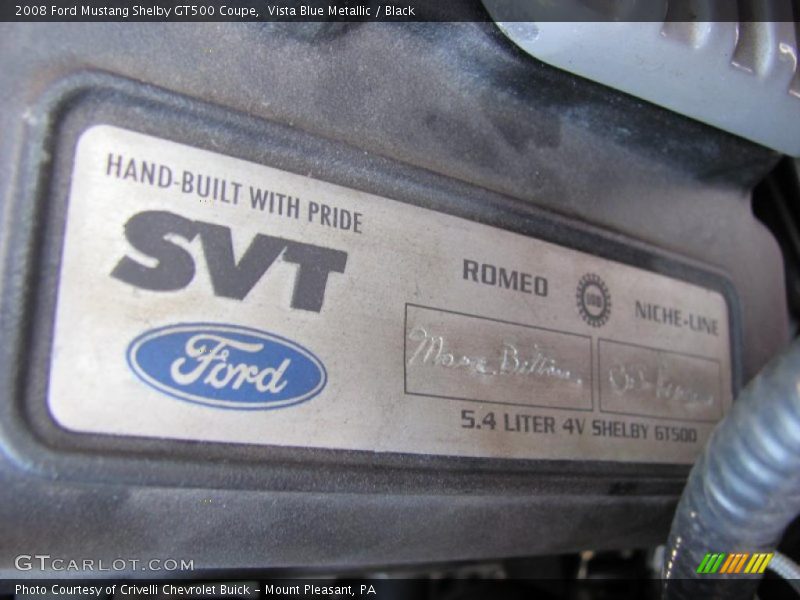 2008 Ford Mustang Shelby GT500 Coupe, Vista Blue Metallic / Black
HAND-BUILT WITH PRIDE
SVT
Ford
ROMEO
NICHE-LINE
5.4 LITER 4V SHELBY GT500
GTCARLOT.COM
Photo Courtesy of Crivelli Chevrolet Buick - Mount Pleasant, PA